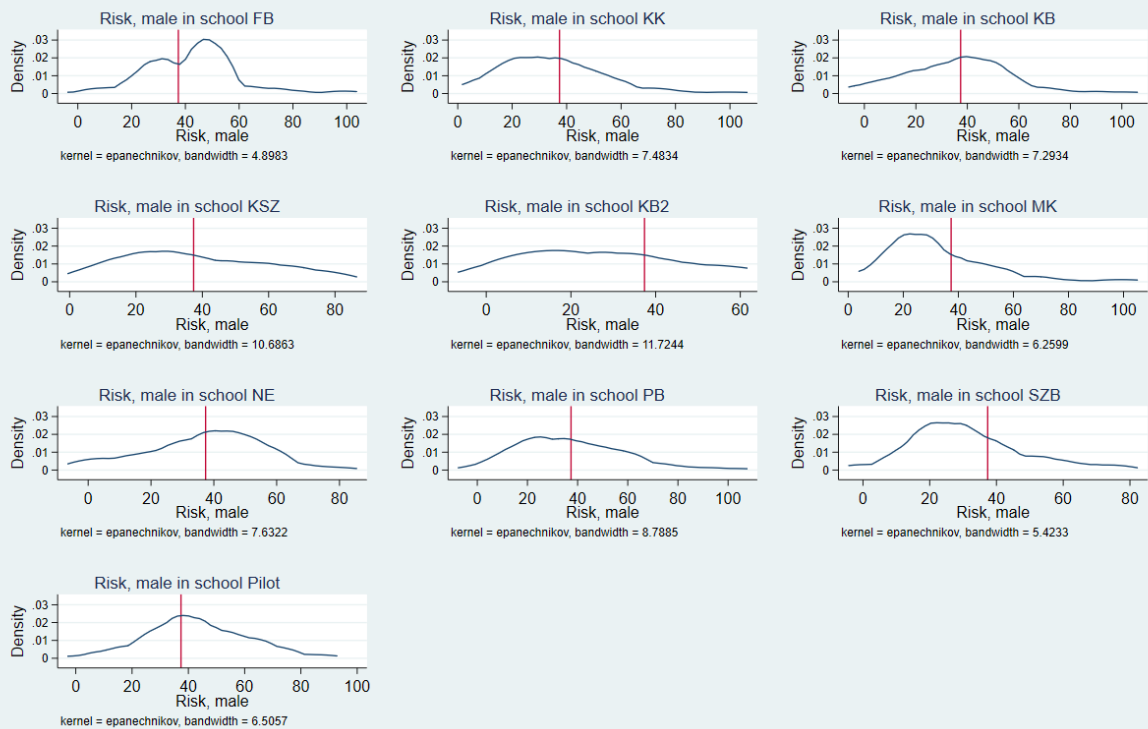 Risk, male in school FB
Density
.03
.02
.01
0
0 20 40 60 80 100
Risk, male
kernel = epanechnikov, bandwidth = 4.8983
Risk, male in school KK
Density
.03
.02
.01
0
0 20 40 60 80 100
Risk, male
kernel = epanechnikov, bandwidth = 7.4834
Risk, male in school KB
Density
.03
.02
.01
0
0 20 40 60 80 100
Risk, male
kernel = epanechnikov, bandwidth = 7.2934
Risk, male in school KSZ
Density
.03
.02
.01
0
0 20 40 60 80
Risk, male
kernel = epanechnikov, bandwidth = 10.6863
Risk, male in school KB2
Density
.03
.02
.01
0
0 20 40 60
Risk, male
kernel = epanechnikov, bandwidth = 11.7244
Risk, male in school MK
Density
.03
.02
.01
0
0 20 40 60 80 100
Risk, male
kernel = epanechnikov, bandwidth = 6.2599
Risk, male in school NE
Density
.03
.02
.01
0
0 20 40 60 80
Risk, male
kernel = epanechnikov, bandwidth = 7.6322
Risk, male in school PB
Density
.03
.02
.01
0
0 20 40 60 80 100
Risk, male
kernel = epanechnikov, bandwidth = 8.7885
Risk, male in school SZB
Density
.03
.02
.01
0
0 20 40 60 80
Risk, male
kernel = epanechnikov, bandwidth = 5.4233
Risk, male in school Pilot
Density
.03
.02
.01
0
0 20 40 60 80 100
Risk, male
kernel = epanechnikov, bandwidth = 6.5057